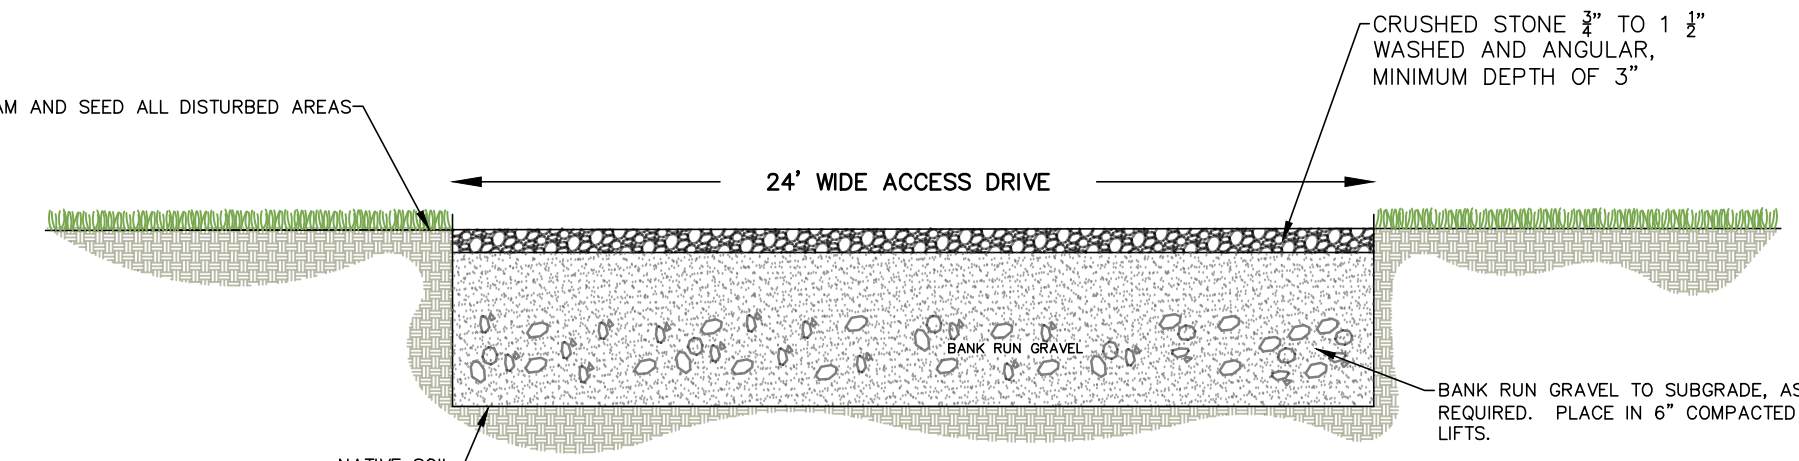 CRUSHED STONE 3/4" TO 1 1/2"
WASHED AND ANGULAR,
MINIMUM DEPTH OF 3"
AND SEED ALL DISTURBED AREAS
24' WIDE ACCESS DRIVE
BANK RUN GRAVEL
BANK RUN GRAVEL TO SUBGRADE, AS
REQUIRED. PLACE IN 6" COMPACTED
LIFTS.
NATIVE SOIL